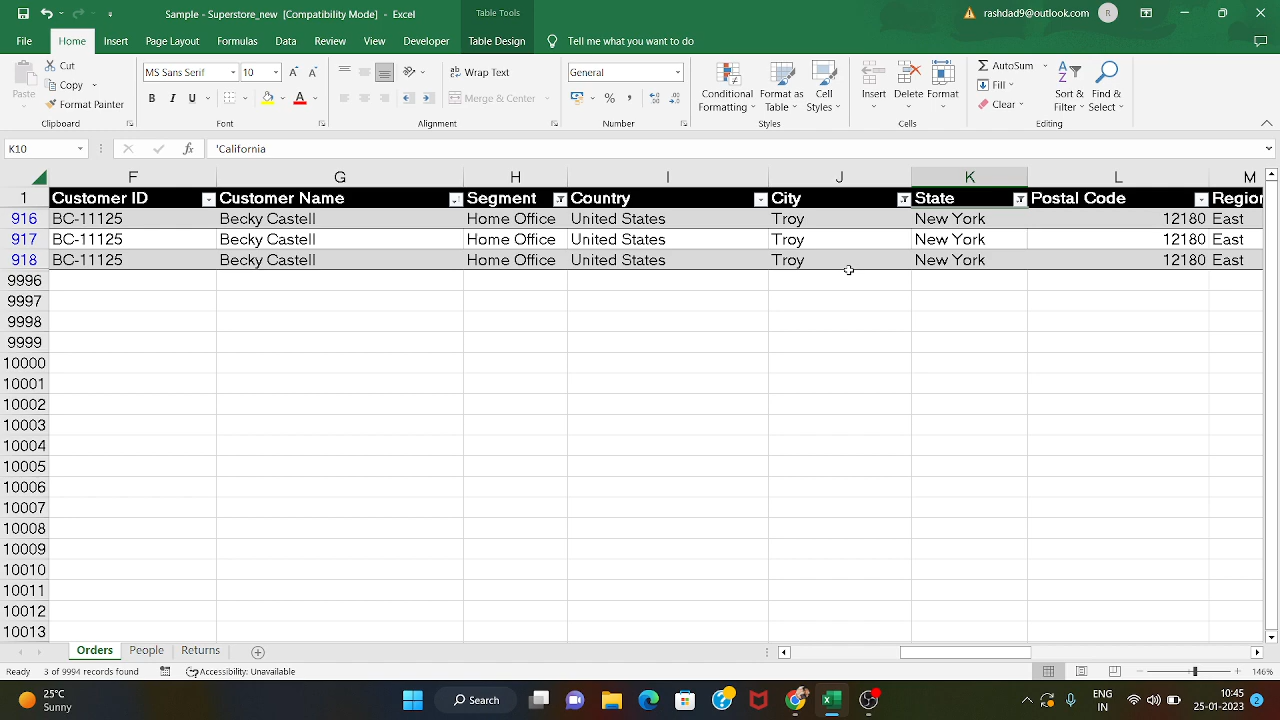 Sample - Superstore_new [Compatibility Mode] - Excel
Table Tools
rashdad9@outlook.com
R
File Home Insert Page Layout Formulas Data Review View Developer Table Design Tell me what you want to do
Paste Cut Copy Format Painter Clipboard
MS Sans Serif 10 B I U A Font
Wrap Text Merge & Center Alignment
General % , Number
Conditional Formatting Format as Table Cell Styles Styles
Insert Delete Format Cells
AutoSum Fill Clear Sort & Filter Find & Select Editing
K10 fx 'California
F G H I J K L M
1 Customer ID Customer Name Segment Country City State Postal Code Region
916 BC-11125 Becky Castell Home Office United States Troy New York 12180 East
917 BC-11125 Becky Castell Home Office United States Troy New York 12180 East
918 BC-11125 Becky Castell Home Office United States Troy New York 12180 East
9996
9997
9998
9999
10000
10001
10002
10003
10004
10005
10006
10007
10008
10009
10010
10011
10012
10013
Orders People Returns
Ready 3 of 9994 records found Accessibility: Unavailable 146%
25°C
Sunny
Search
ENG
IN
10:45
25-01-2023
2